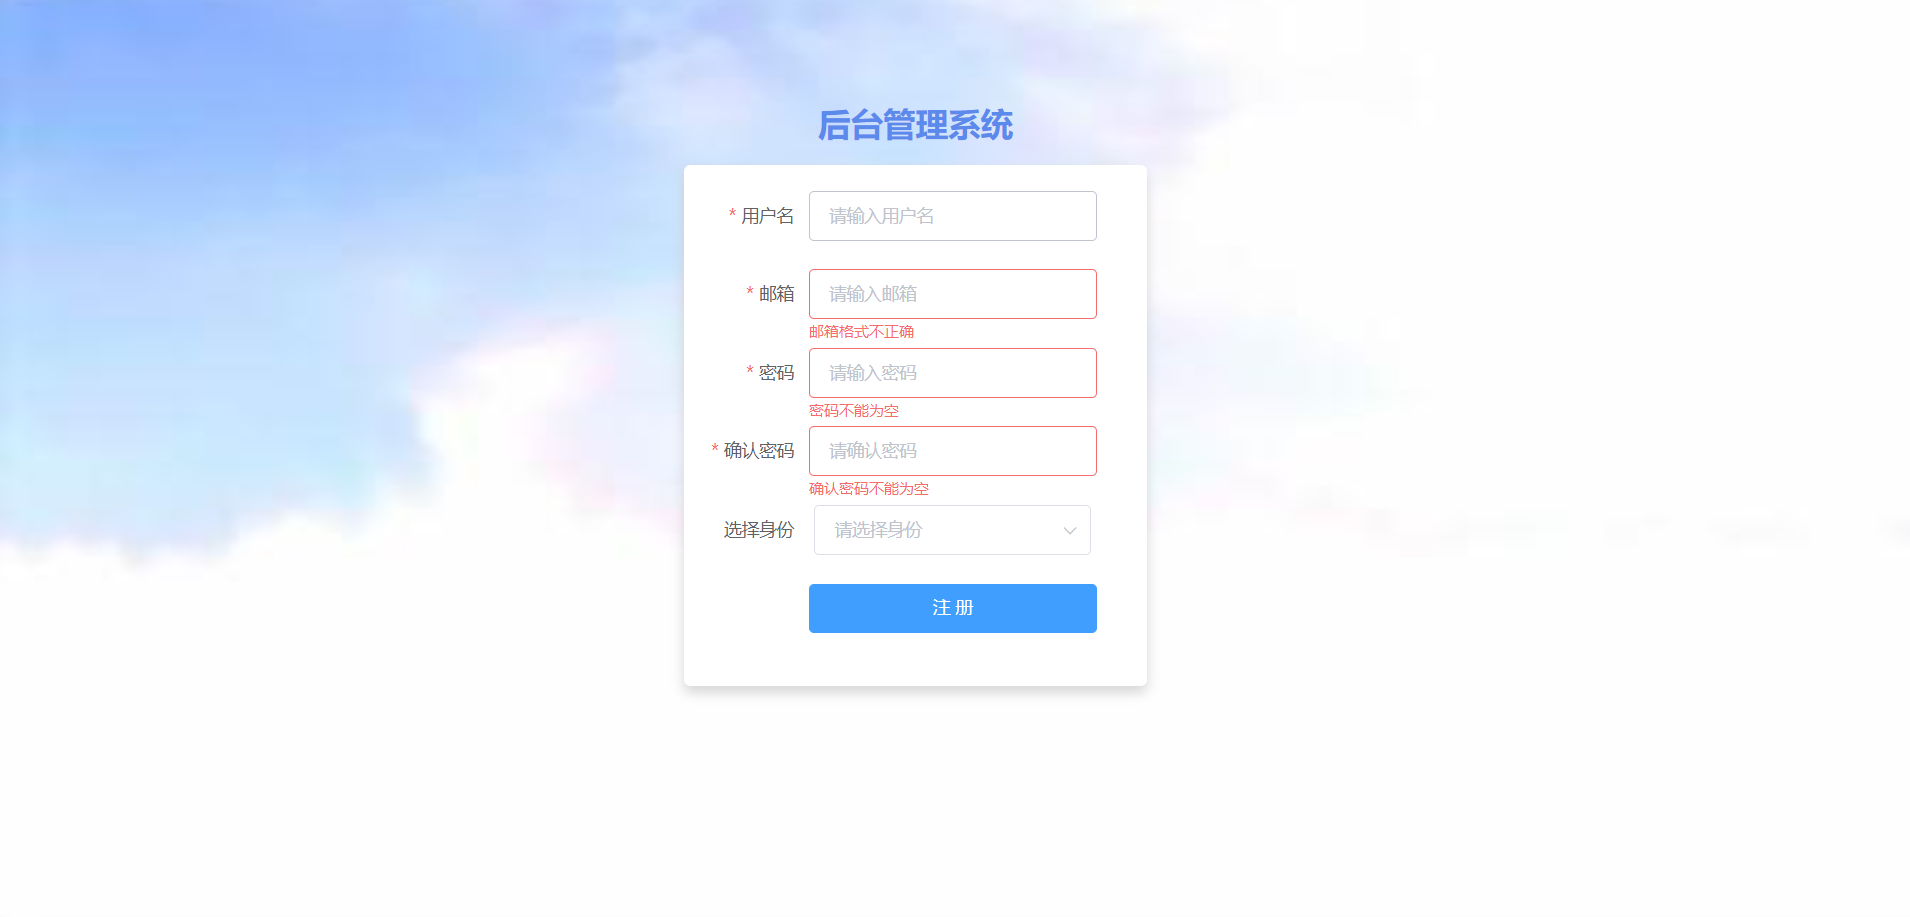 后台管理系统
* 用户名 请输入用户名
* 邮箱 请输入邮箱
邮箱格式不正确
* 密码 请输入密码
密码不能为空
* 确认密码 请确认密码
确认密码不能为空
选择身份 请选择身份
注 册